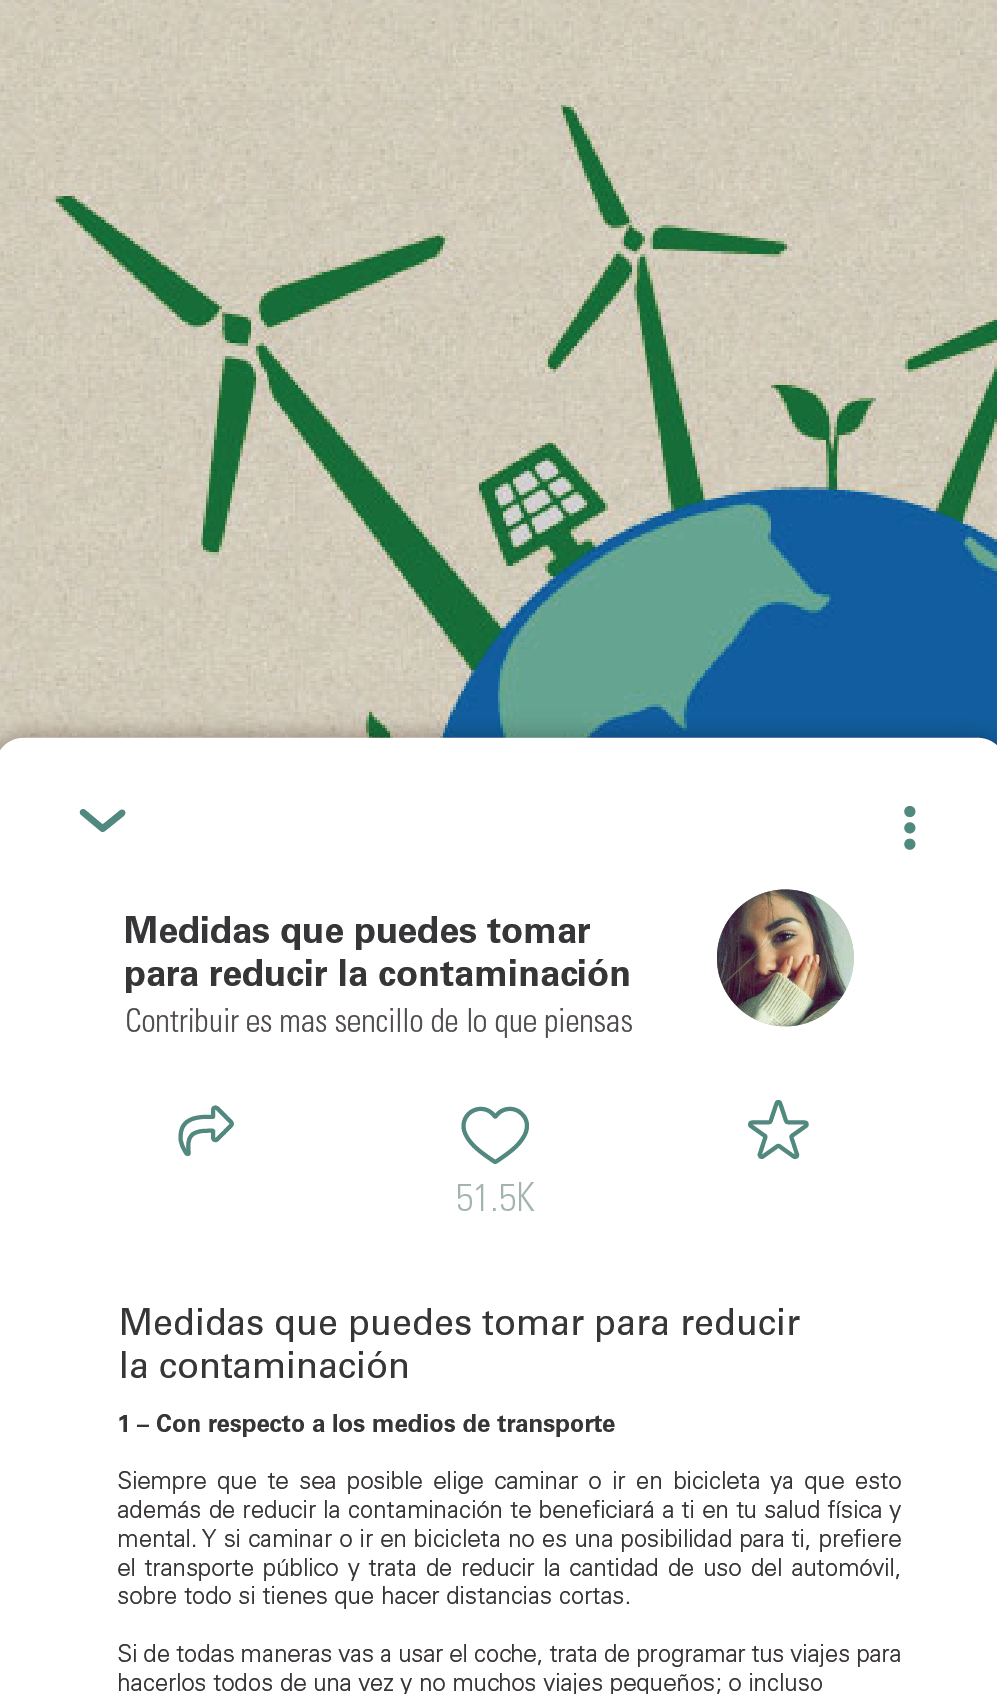 Medidas que puedes tomar
para reducir la contaminación
Contribuir es mas sencillo de lo que piensas
51.5K
Medidas que puedes tomar para reducir
la contaminación
1 – Con respecto a los medios de transporte
Siempre que te sea posible elige caminar o ir en bicicleta ya que esto
además de reducir la contaminación te beneficiará a ti en tu salud física y
mental. Y si caminar o ir en bicicleta no es una posibilidad para ti, prefiere
el transporte público y trata de reducir la cantidad de uso del automóvil,
sobre todo si tienes que hacer distancias cortas.
Si de todas maneras vas a usar el coche, trata de programar tus viajes para
hacerlos todos de una vez y no muchos viajes pequeños; o incluso